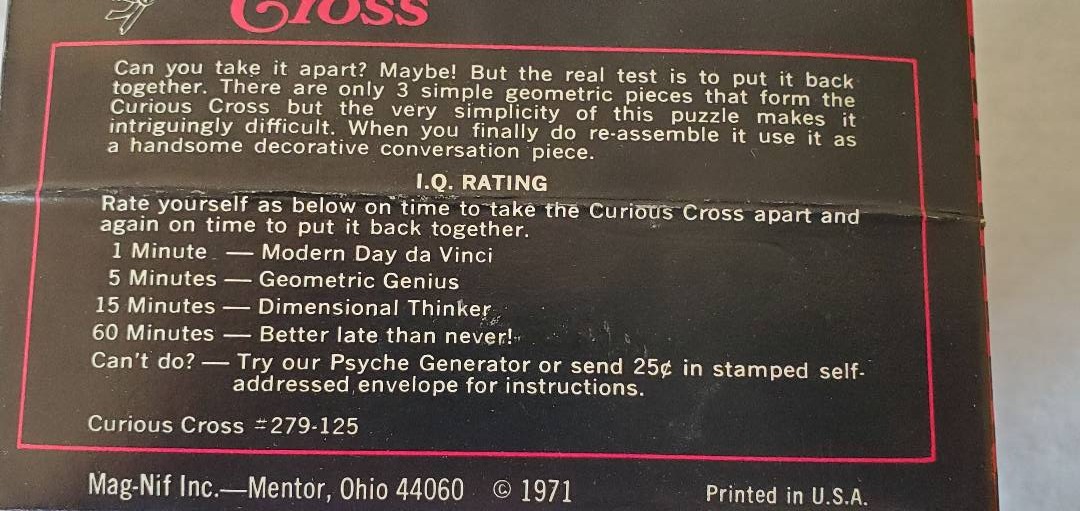 Cross
Can you take it apart? Maybe! But the real test is to put it back
together. There are only 3 simple geometric pieces that form the
Curious Cross but the very simplicity of this puzzle makes it
intriguingly difficult. When you finally do re-assemble it use it as
a handsome decorative conversation piece.
I.Q. RATING
Rate yourself as below on time to take the Curious Cross apart and
again on time to put it back together.
1 Minute — Modern Day da Vinci
5 Minutes — Geometric Genius
15 Minutes — Dimensional Thinker
60 Minutes — Better late than never!
Can't do? — Try our Psyche Generator or send 25¢ in stamped self-
addressed envelope for instructions.
Curious Cross #279-125
Mag-Nif Inc.—Mentor, Ohio 44060 © 1971 Printed in U.S.A.